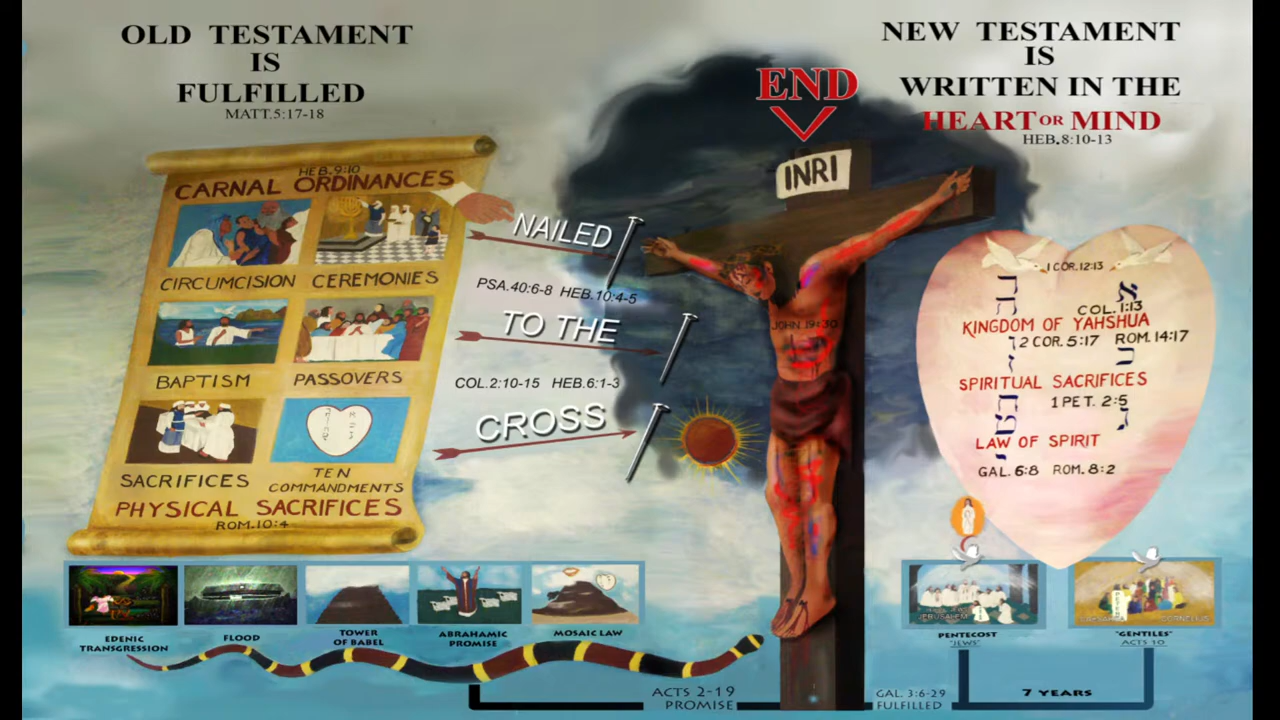 OLD TESTAMENT
IS
FULFILLED
MATT.5:17-18
END
NEW TESTAMENT
IS
WRITTEN IN THE
HEART OR MIND
HEB.8:10-13
INRI
HEB.9:10
CARNAL ORDINANCES
CIRCUMCISION CEREMONIES
BAPTISM PASSOVERS
SACRIFICES TEN
COMMANDMENTS
PHYSICAL SACRIFICES
ROM.10:4
NAILED
PSA.40:6-8 HEB.10:4-5
TO THE
COL.2:10-15 HEB.6:1-3
CROSS
JOHN 19:30
1 COR.12:13
COL.1:13
KINGDOM OF YAHSHUA
2 COR.5:17 ROM.14:17
SPIRITUAL SACRIFICES
1 PET. 2:5
LAW OF SPIRIT
GAL. 6:8 ROM. 8:2
EDENIC
TRANSGRESSION
FLOOD
TOWER
OF BABEL
ABRAHAMIC
PROMISE
MOSAIC LAW
JERUSALEM
CORNELIUS
PENTECOST
"JEWS"
"GENTILES"
ACTS 10
ACTS 2-19
PROMISE
GAL. 3:6-29
FULFILLED
7 YEARS